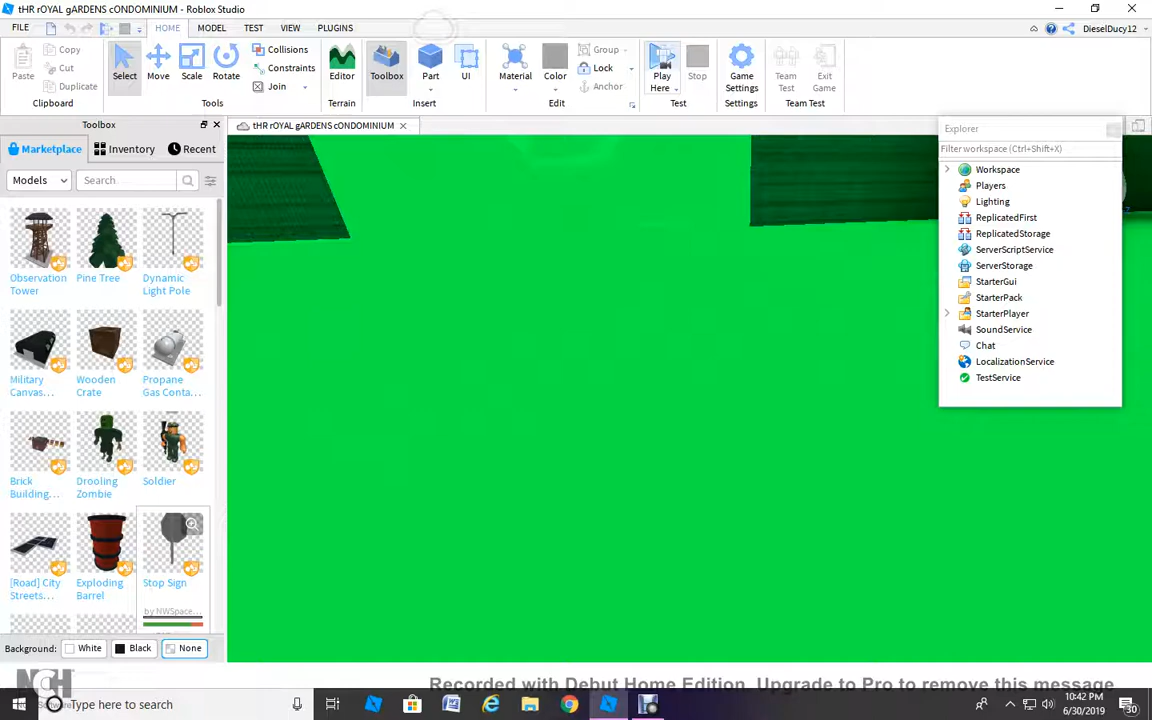 tHR rOYAL gARDENS cONDOMINIUM - Roblox Studio
FILE HOME MODEL TEST VIEW PLUGINS DieselDucy12
Paste Copy Cut Duplicate Select Move Scale Rotate Collisions Constraints Join Editor Toolbox Part UI Material Color Group Lock Anchor Play Here Stop Game Settings Team Test Exit Game
Clipboard Tools Terrain Insert Edit Test Settings Team Test
Toolbox
tHR rOYAL gARDENS cONDOMINIUM
Marketplace Inventory Recent
Models Search
Observation Tower
Pine Tree
Dynamic Light Pole
Military Canvas...
Wooden Crate
Propane Gas Conta...
Brick Building...
Drooling Zombie
Soldier
[Road] City Streets...
Exploding Barrel
Stop Sign
by NWSpace...
Background: White Black None
Explorer
Filter workspace (Ctrl+Shift+X)
Workspace
Players
Lighting
ReplicatedFirst
ReplicatedStorage
ServerScriptService
ServerStorage
StarterGui
StarterPack
StarterPlayer
SoundService
Chat
LocalizationService
TestService
NCH
Recorded with Debut Home Edition. Upgrade to Pro to remove this message
Type here to search
10:42 PM
6/30/2019
30